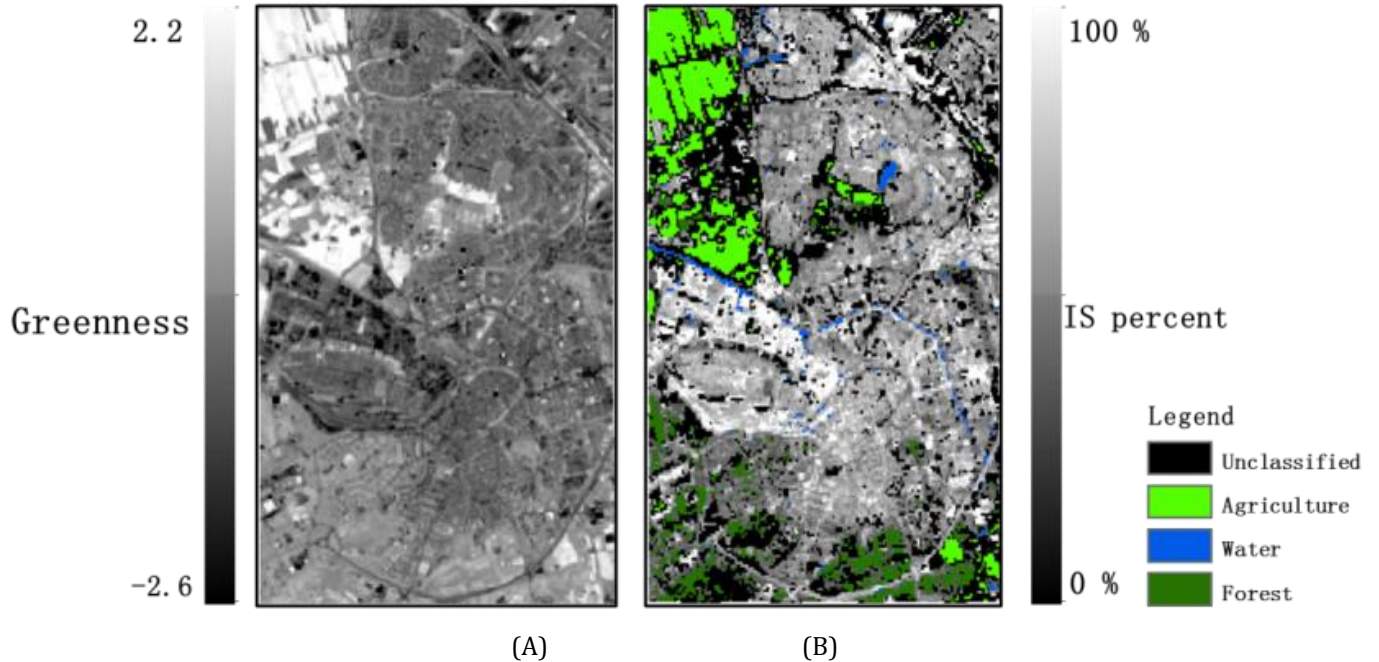 2.2
Greenness
-2.6
100 %
IS percent
0 %
Legend
Unclassified
Agriculture
Water
Forest
(A)
(B)